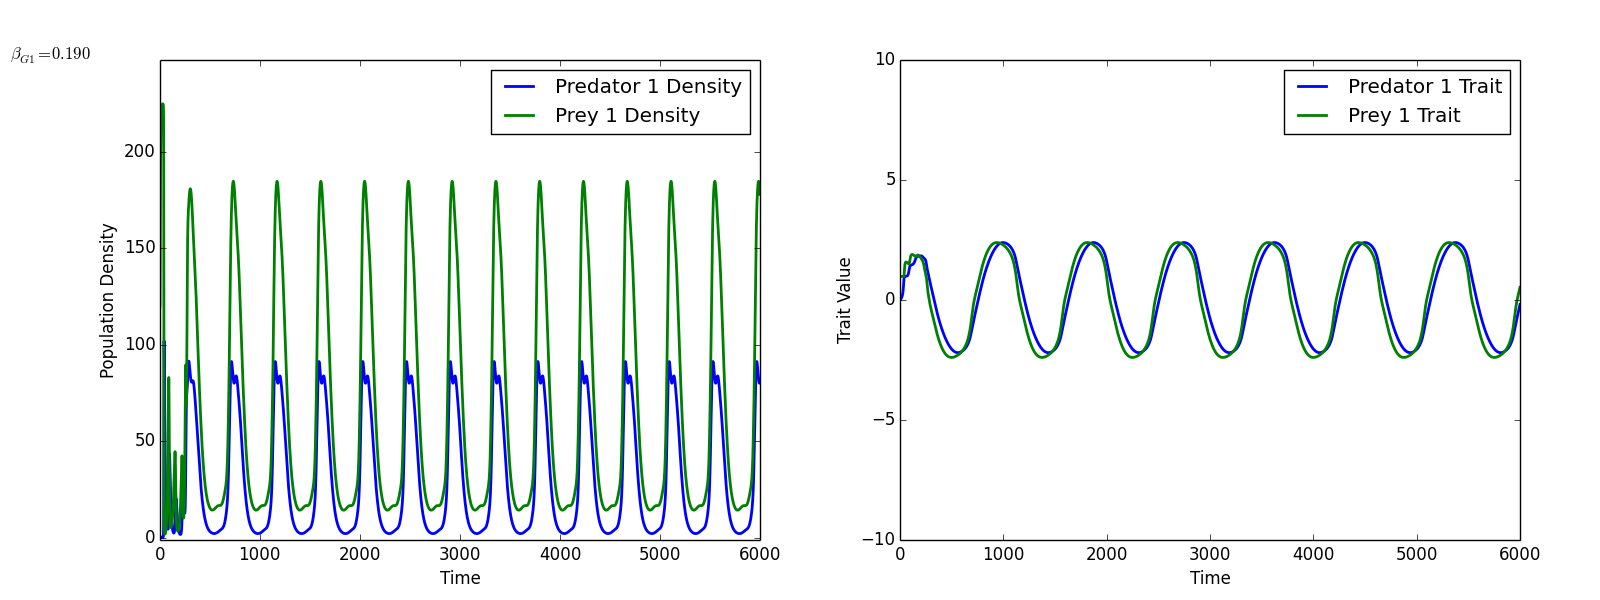 β_G1=0.190
Predator 1 Density
Prey 1 Density
200
150
100
50
0
Population Density
0 1000 2000 3000 4000 5000 6000
Time
Predator 1 Trait
Prey 1 Trait
10
5
0
−5
−10
Trait Value
0 1000 2000 3000 4000 5000 6000
Time